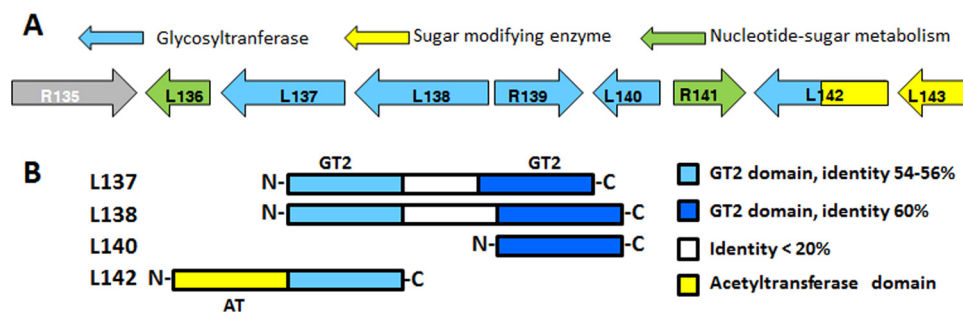 A
Glycosyltranferase
Sugar modifying enzyme
Nucleotide-sugar metabolism
R135
L136
L137
L138
R139
L140
R141
L142
L143
B
GT2
GT2
L137 N- -C
GT2 domain, identity 54-56%
L138 N- -C
GT2 domain, identity 60%
L140 N- -C
Identity < 20%
L142 N- -C
Acetyltransferase domain
AT